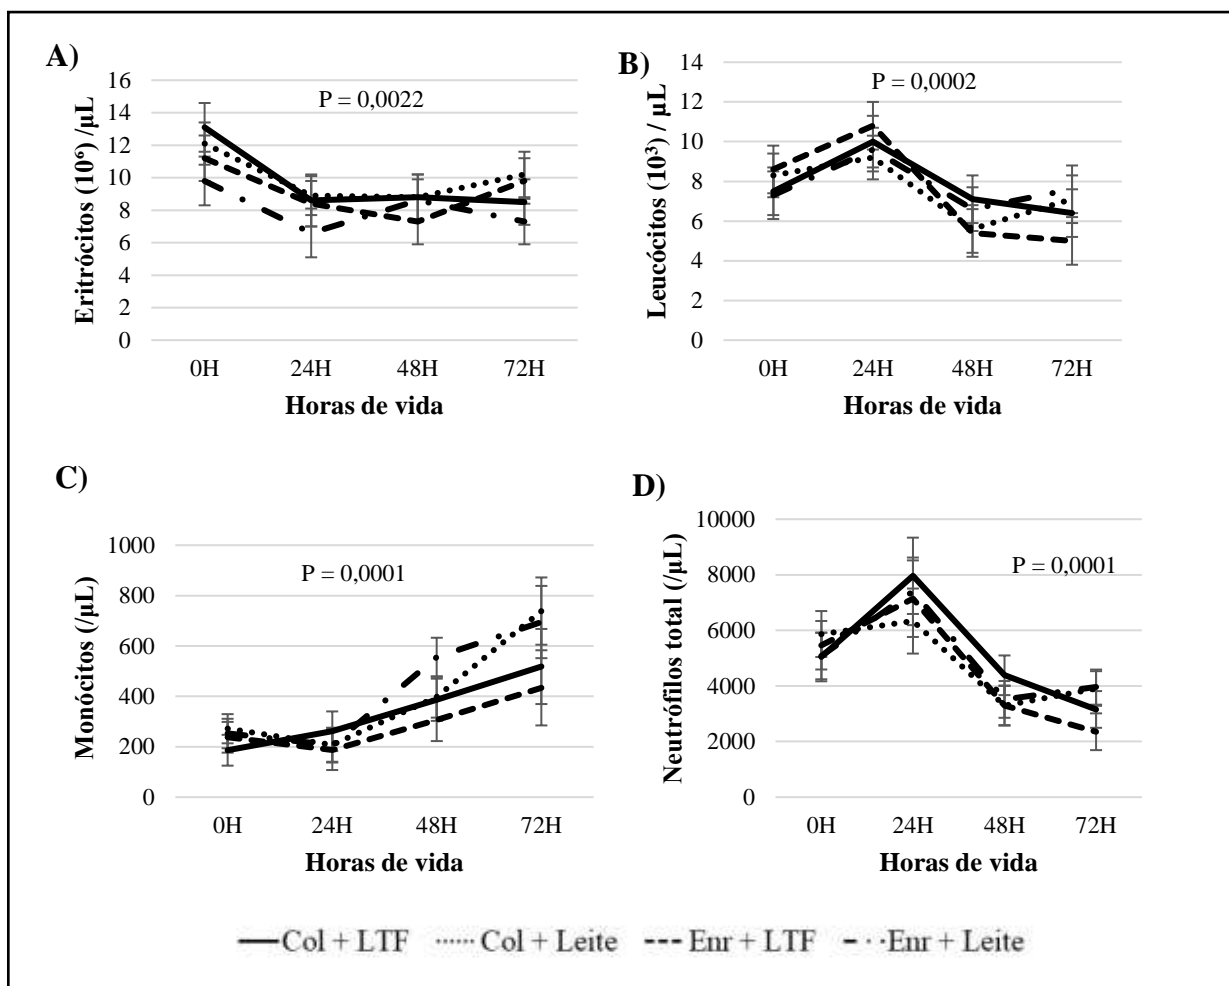 A)
Eritrócitos (10⁶) /µL
16
14
12
10
8
6
4
2
0
P = 0,0022
0H 24H 48H 72H
Horas de vida
B)
Leucócitos (10³) / µL
14
12
10
8
6
4
2
0
P = 0,0002
0H 24H 48H 72H
Horas de vida
C)
Monócitos (/µL)
1000
800
600
400
200
0
P = 0,0001
0H 24H 48H 72H
Horas de vida
D)
Neutrófilos total (/µL)
10000
8000
6000
4000
2000
0
P = 0,0001
0H 24H 48H 72H
Horas de vida
Col + LTF Col + Leite Enr + LTF Enr + Leite